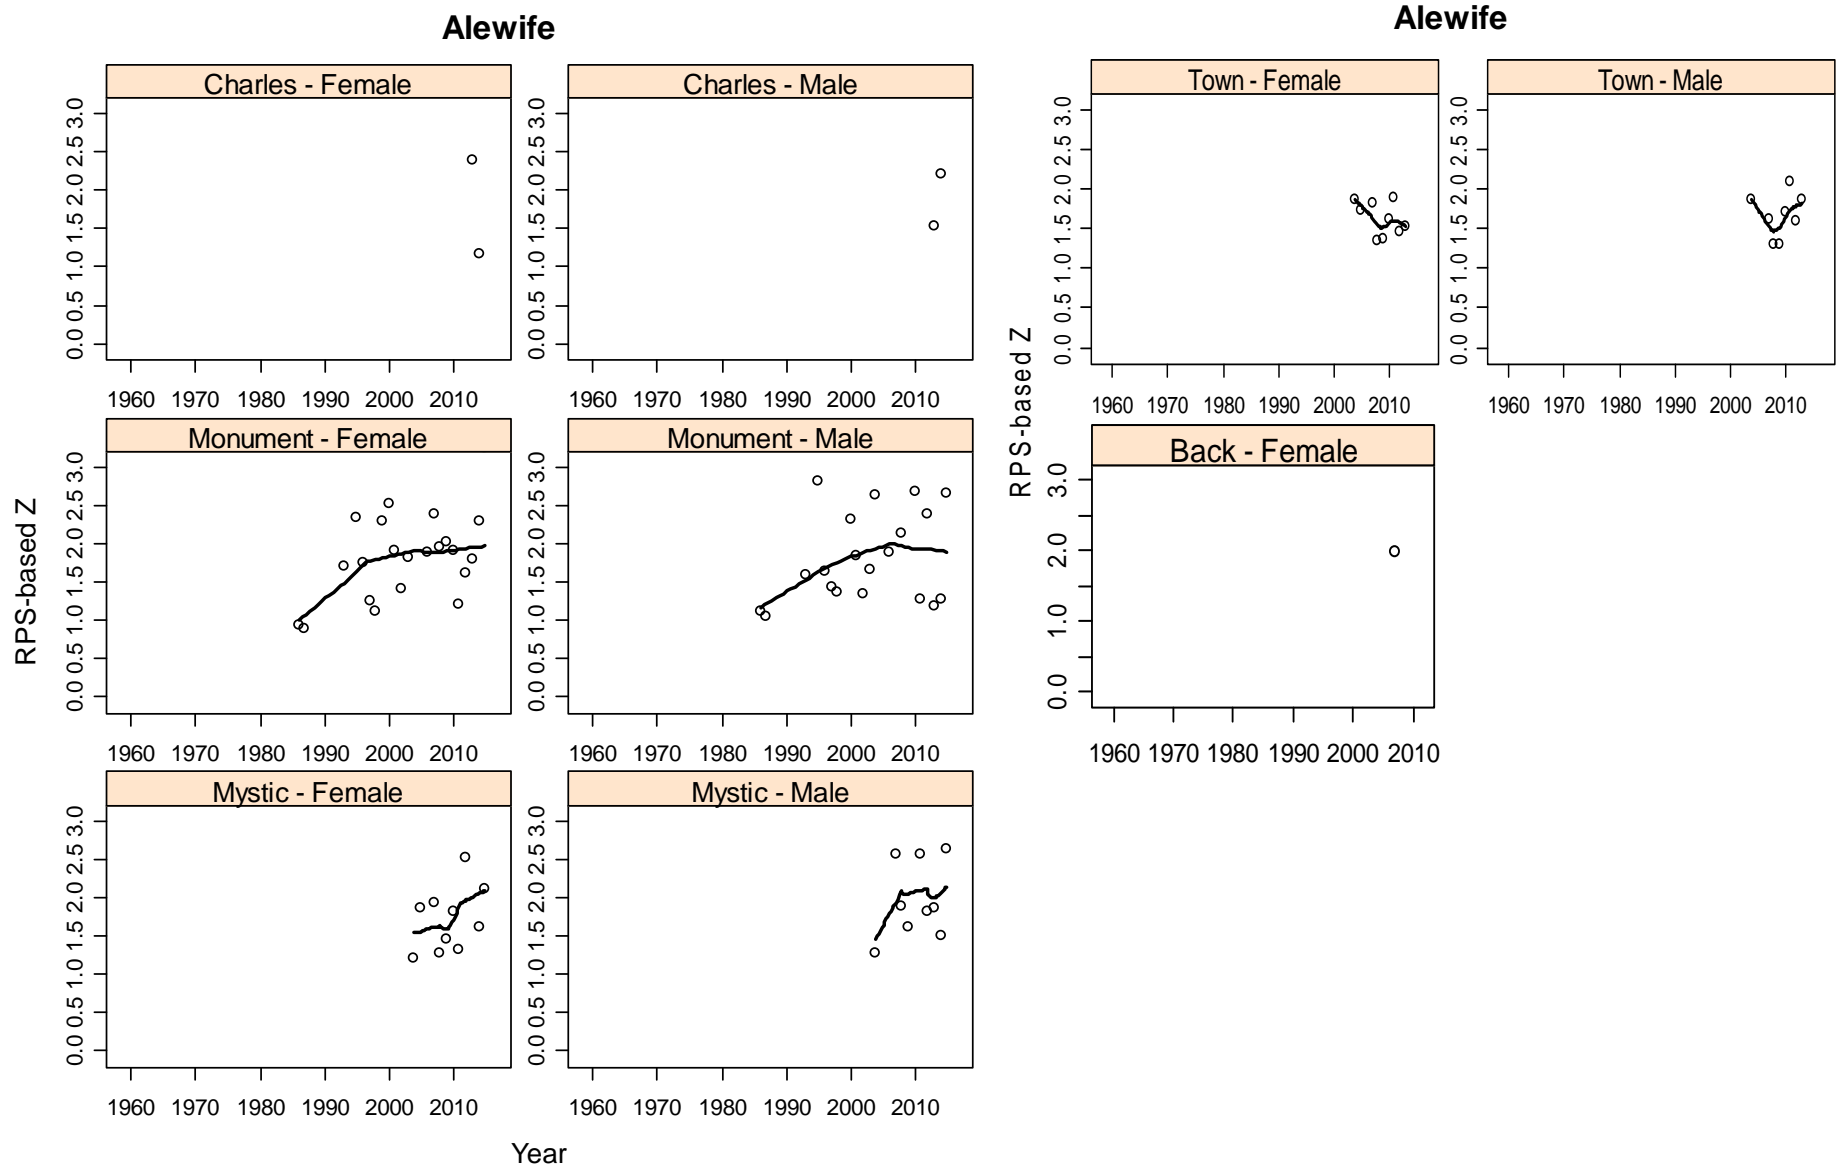 Alewife
Charles - Female
Charles - Male
0.0 0.5 1.0 1.5 2.0 2.5 3.0
0.0 0.5 1.0 1.5 2.0 2.5 3.0
1960 1970 1980 1990 2000 2010
1960 1970 1980 1990 2000 2010
Monument - Female
Monument - Male
RPS-based Z
0.0 0.5 1.0 1.5 2.0 2.5 3.0
0.0 0.5 1.0 1.5 2.0 2.5 3.0
1960 1970 1980 1990 2000 2010
1960 1970 1980 1990 2000 2010
Mystic - Female
Mystic - Male
0.0 0.5 1.0 1.5 2.0 2.5 3.0
0.0 0.5 1.0 1.5 2.0 2.5 3.0
1960 1970 1980 1990 2000 2010
1960 1970 1980 1990 2000 2010
Year
Alewife
Town - Female
Town - Male
0.0 0.5 1.0 1.5 2.0 2.5 3.0
0.0 0.5 1.0 1.5 2.0 2.5 3.0
1960 1970 1980 1990 2000 2010
1960 1970 1980 1990 2000 2010
RPS-based Z
Back - Female
0.0 1.0 2.0 3.0
1960 1970 1980 1990 2000 2010